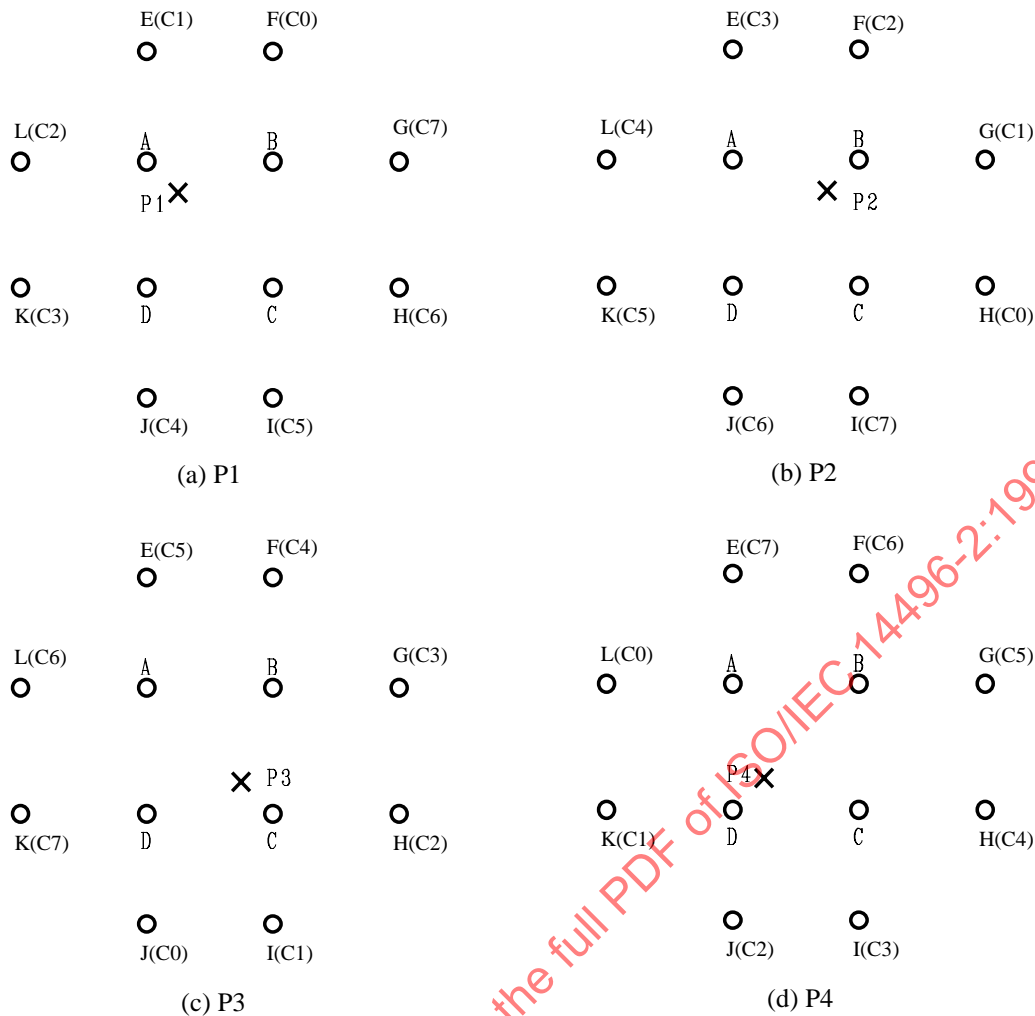 E(C1) F(C0)
L(C2) A B G(C7)
P1
K(C3) D C H(C6)
J(C4) I(C5)
(a) P1
E(C3) F(C2)
L(C4) A B G(C1)
P2
K(C5) D C H(C0)
J(C6) I(C7)
(b) P2
E(C5) F(C4)
L(C6) A B G(C3)
P3
K(C7) D C H(C2)
J(C0) I(C1)
(c) P3
E(C7) F(C6)
L(C0) A B G(C5)
P4
K(C1) D C H(C4)
J(C2) I(C3)
(d) P4
the full PDF of ISO/IEC 14496-2:199